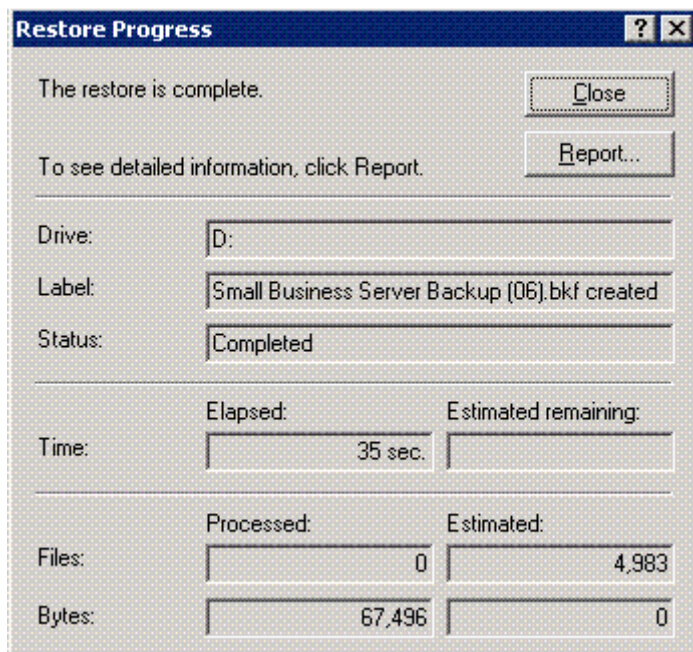 Restore Progress
The restore is complete.
Close
To see detailed information, click Report.
Report...
Drive: D:
Label: Small Business Server Backup (06).bkf created
Status: Completed
Elapsed: Estimated remaining:
Time: 35 sec.
Processed: Estimated:
Files: 0 4,983
Bytes: 67,496 0